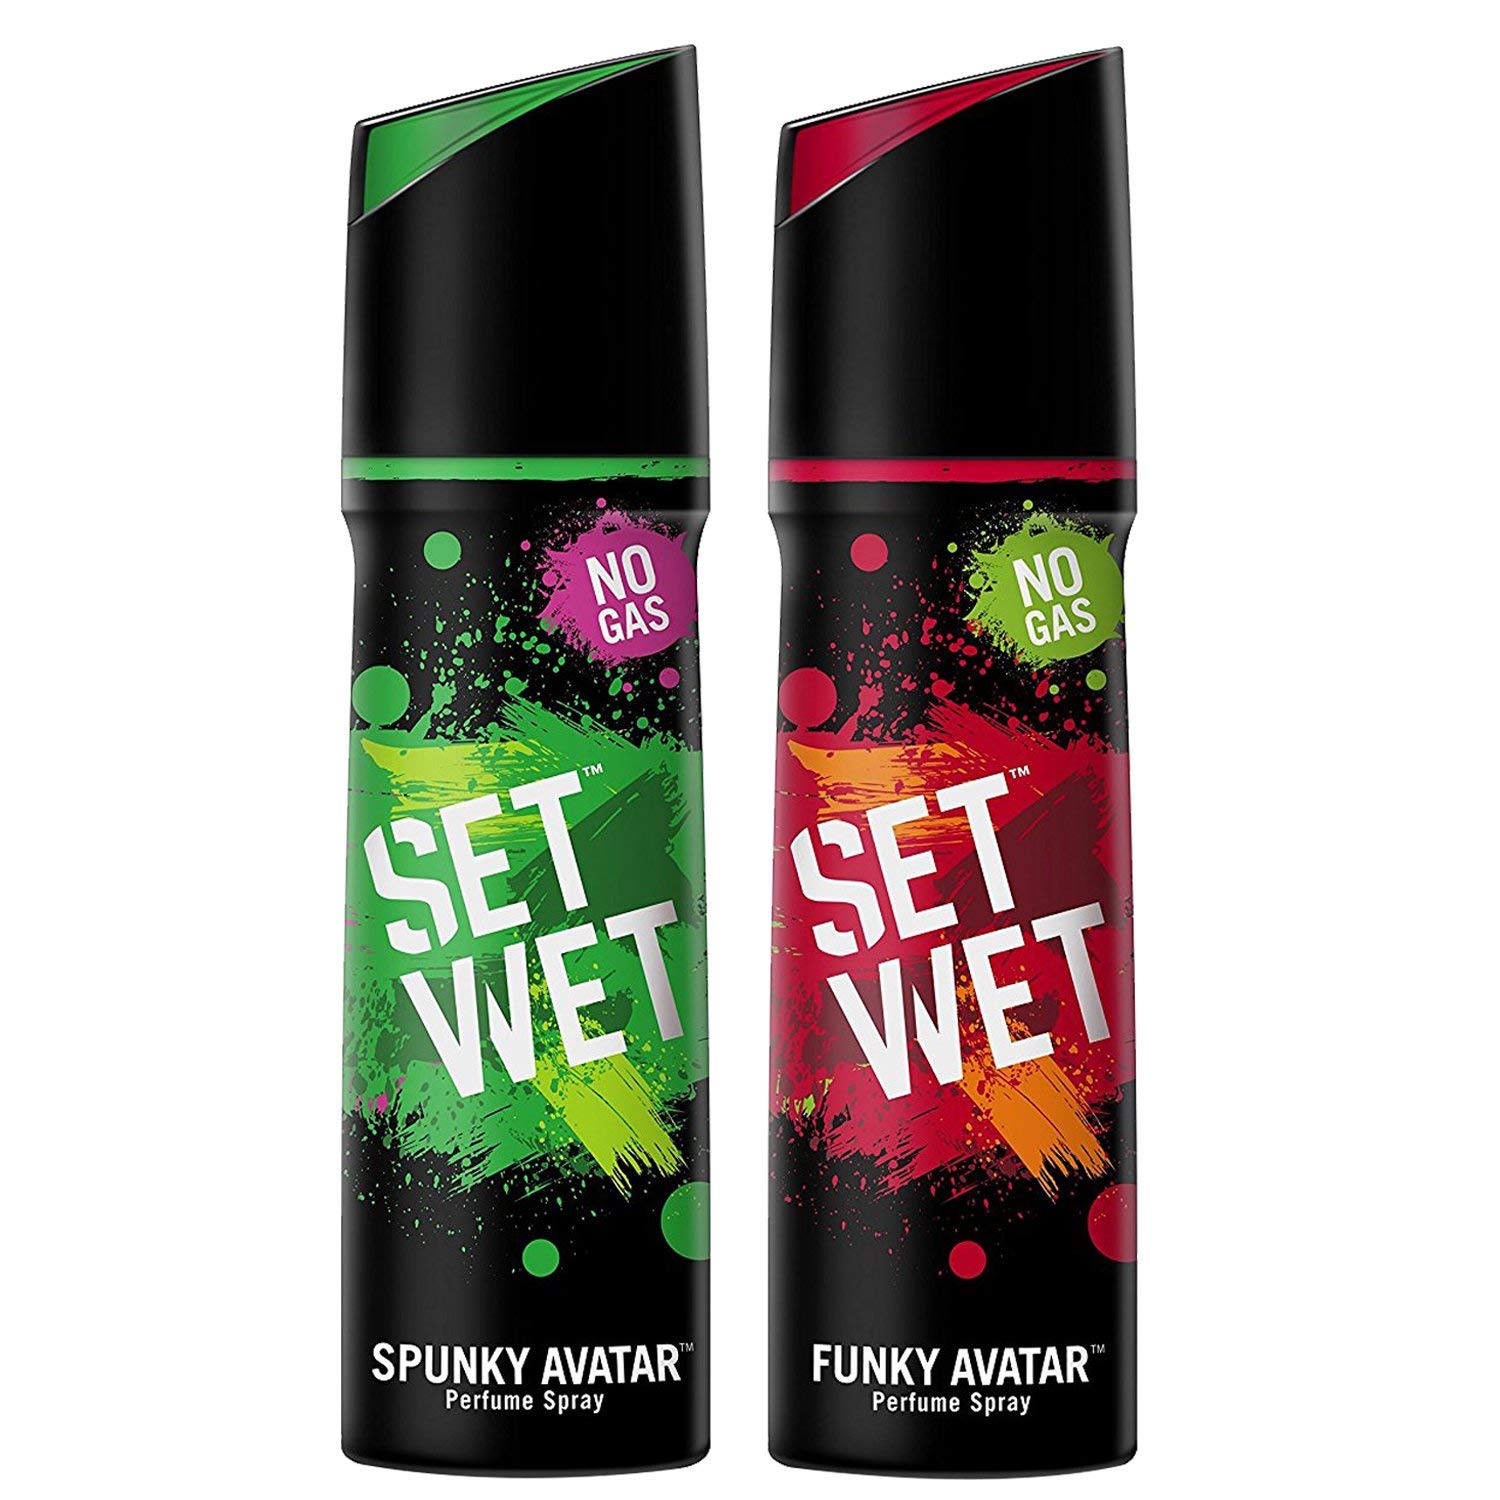 NO
GAS
SET™
WET
SPUNKY AVATAR™
Perfume Spray
NO
GAS
SET™
WET
FUNKY AVATAR™
Perfume Spray